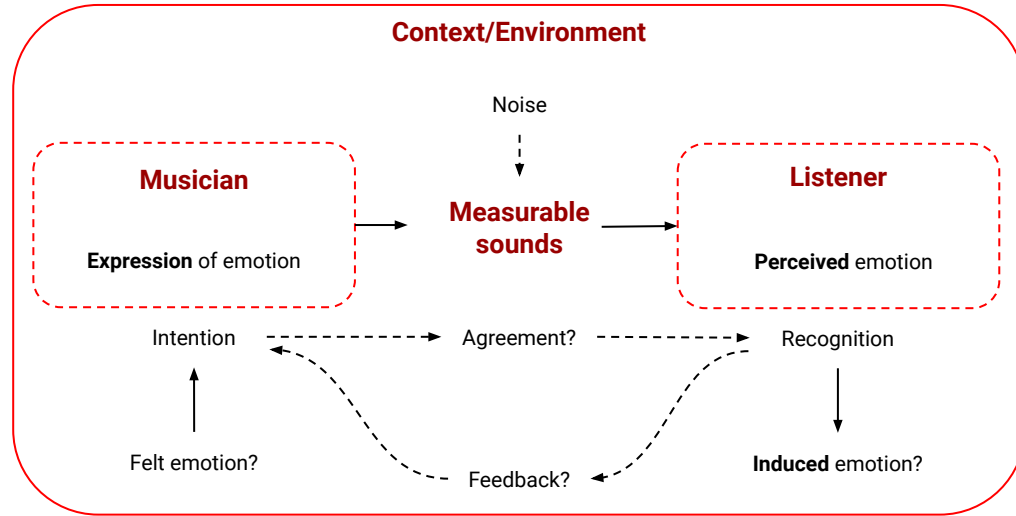 Context/Environment
Noise
Musician
Listener
Measurable
sounds
Expression of emotion
Perceived emotion
Intention
Agreement?
Recognition
Felt emotion?
Feedback?
Induced emotion?